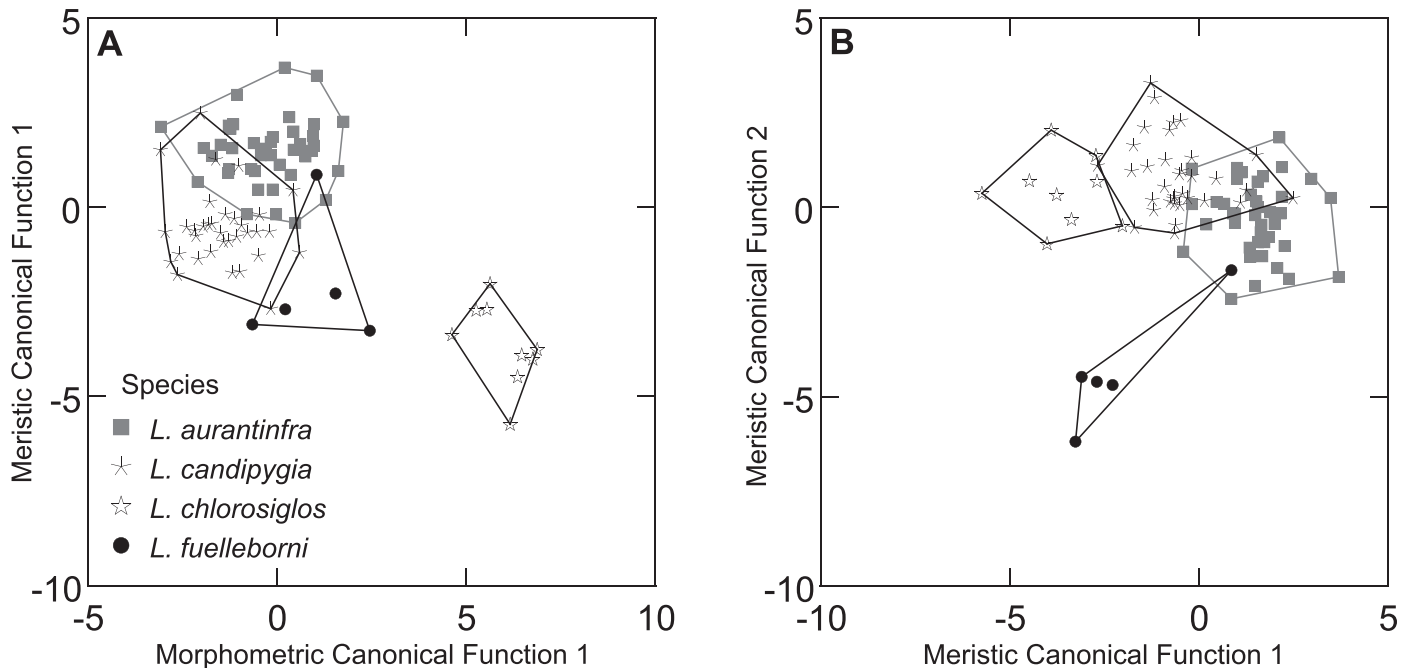 A
5
0
-5
-10
-5 0 5 10
Meristic Canonical Function 1
Morphometric Canonical Function 1
Species
L. aurantinfra
L. candipygia
L. chlorosiglos
L. fuelleborni
B
5
0
-5
-10
-10 -5 0 5
Meristic Canonical Function 2
Meristic Canonical Function 1